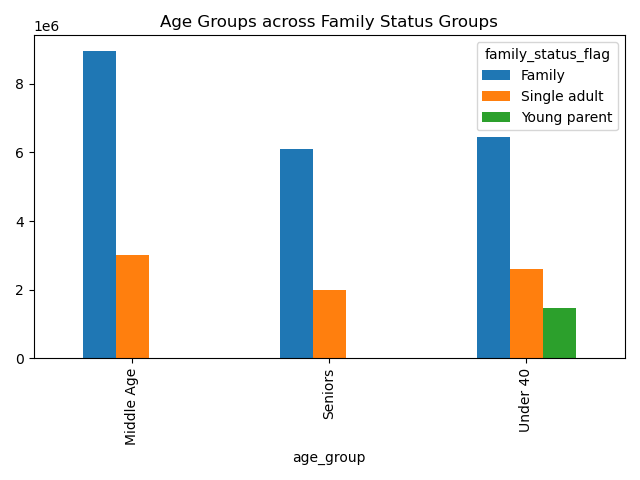 Age Groups across Family Status Groups
1e6
family_status_flag
Family
Single adult
Young parent
8
6
4
2
0
Middle Age
Seniors
Under 40
age_group